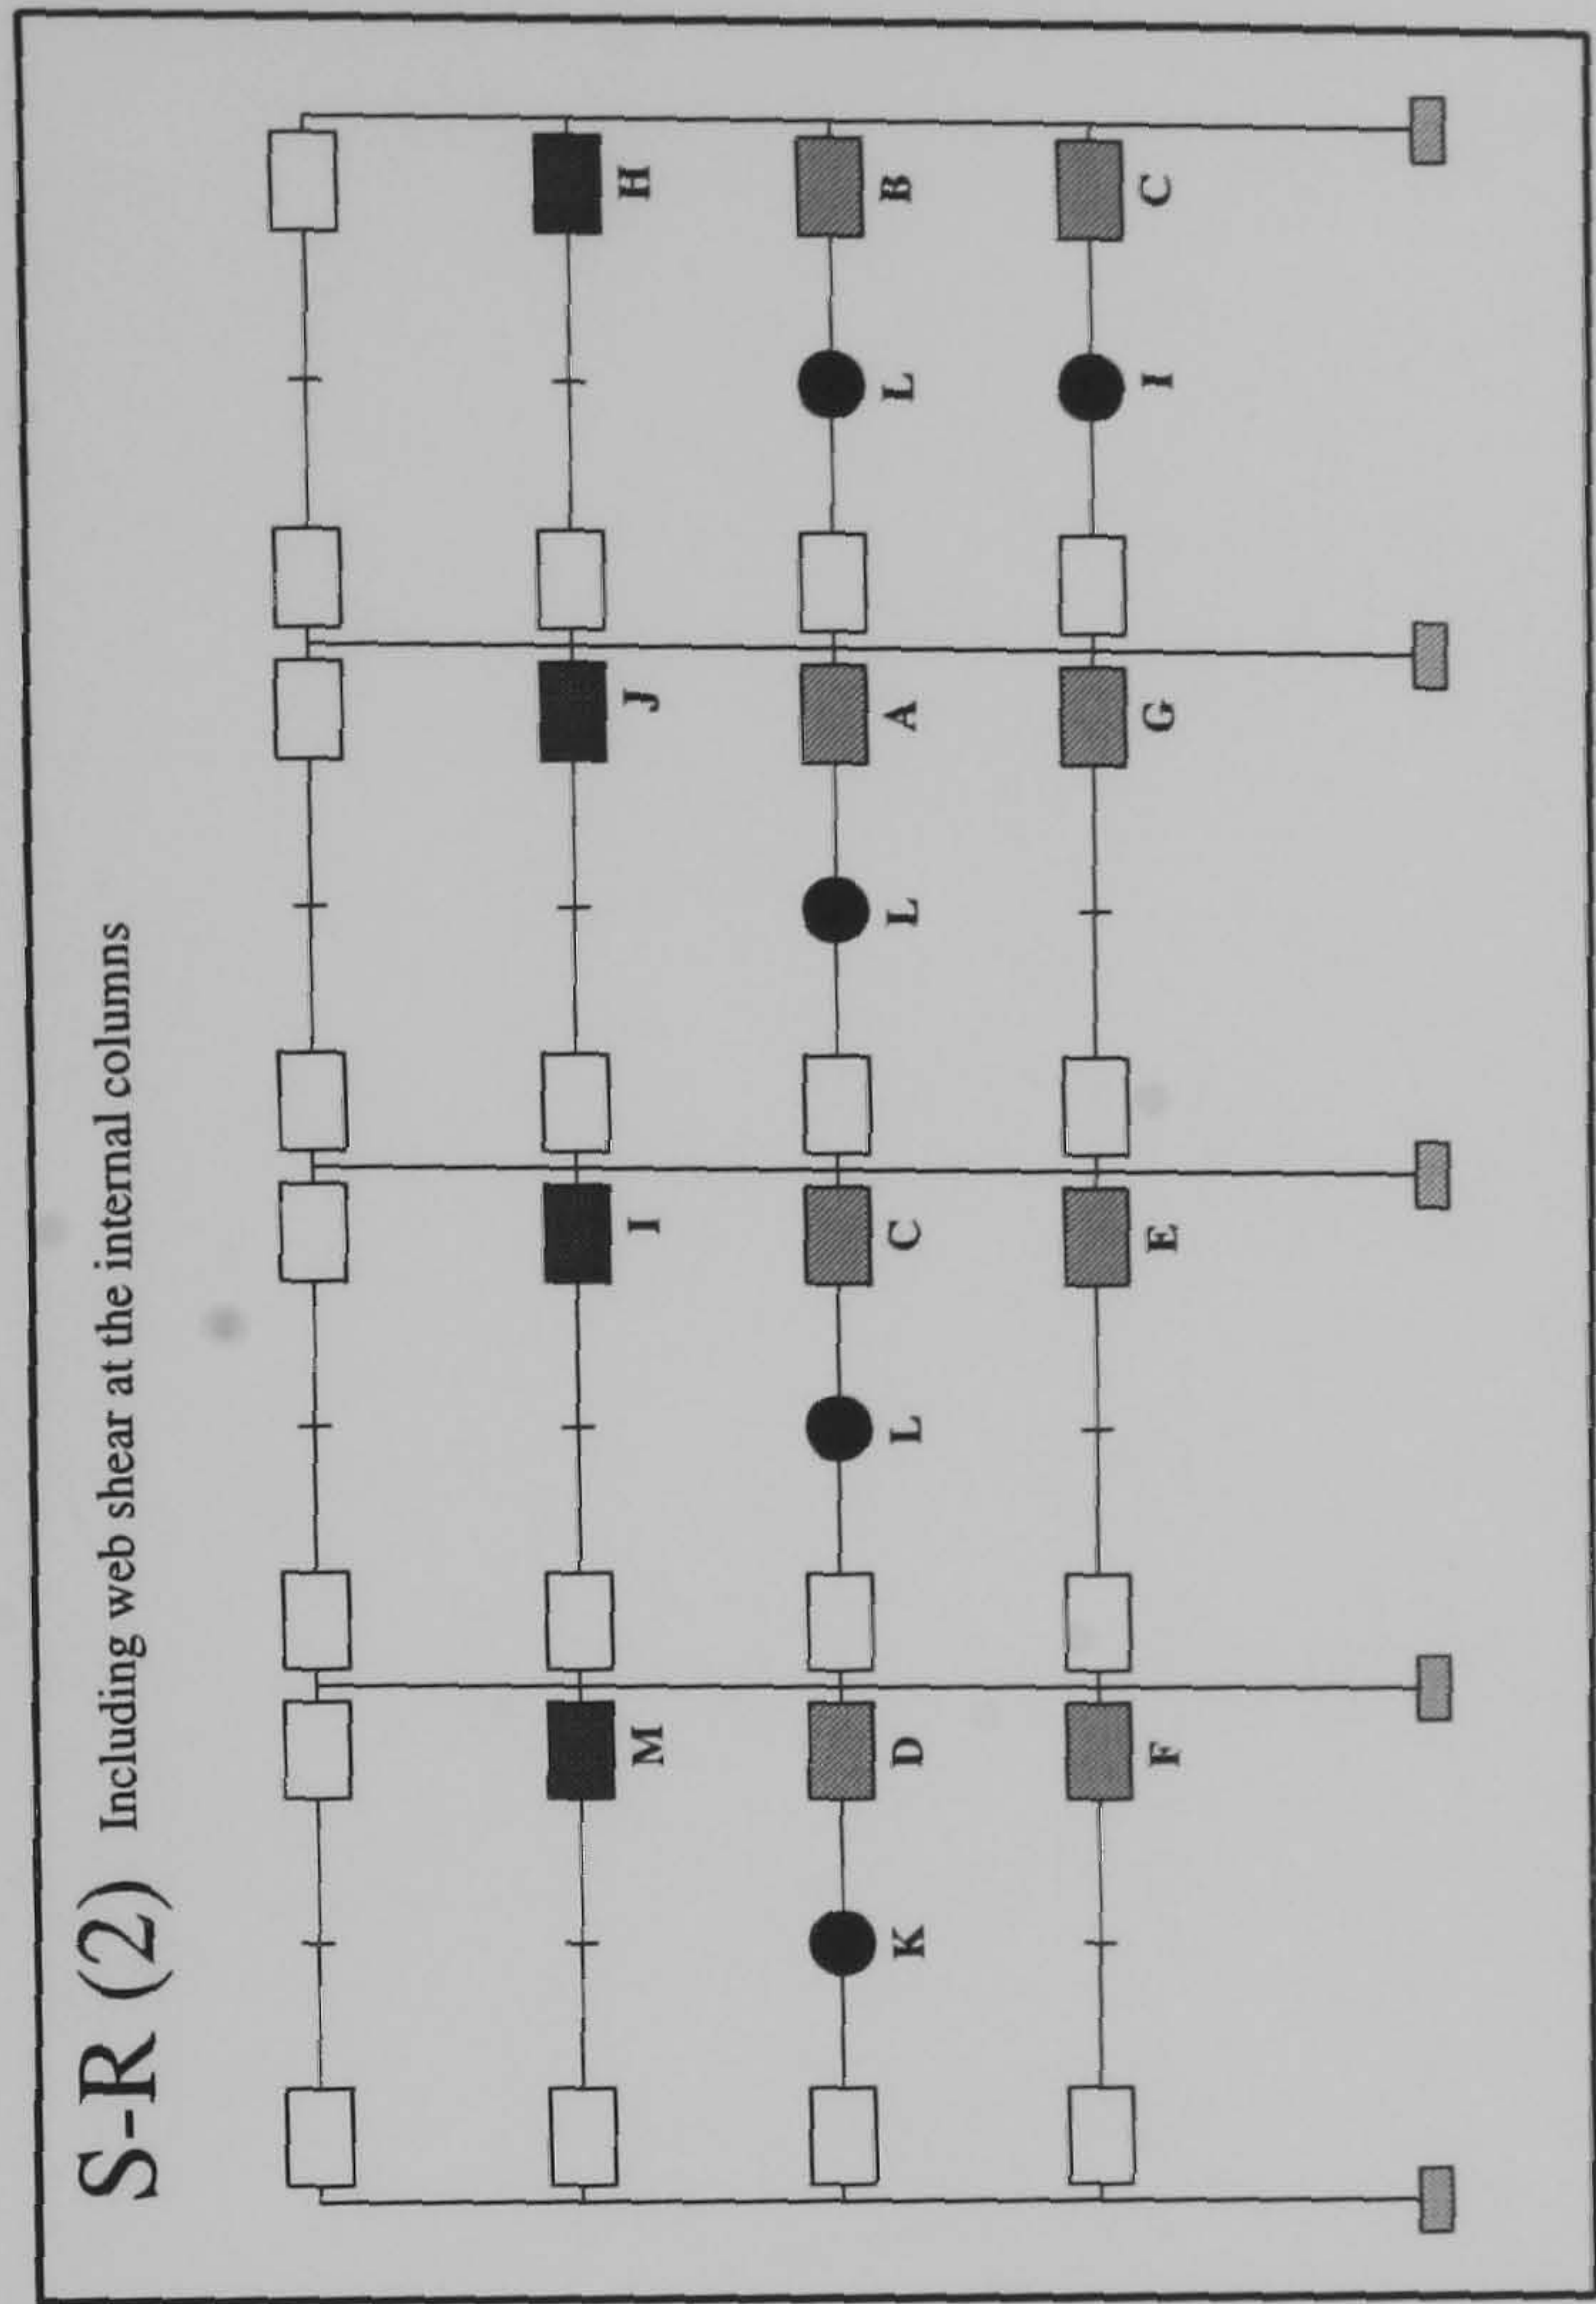 S-R (2) Including web shear at the internal columns
M I J H
K D L C L A L B
F E G I C